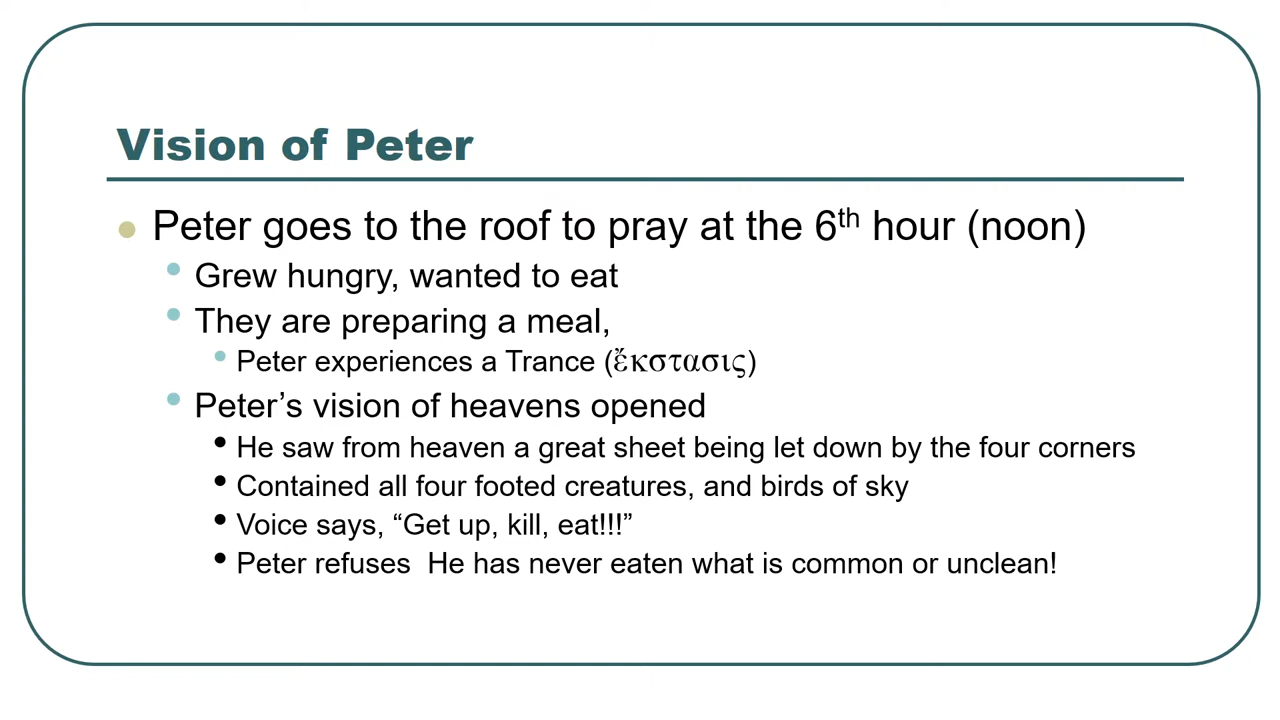 Vision of Peter
Peter goes to the roof to pray at the 6th hour (noon)
Grew hungry, wanted to eat
They are preparing a meal,
Peter experiences a Trance (ἔκστασις)
Peter’s vision of heavens opened
He saw from heaven a great sheet being let down by the four corners
Contained all four footed creatures, and birds of sky
Voice says, “Get up, kill, eat!!!”
Peter refuses  He has never eaten what is common or unclean!